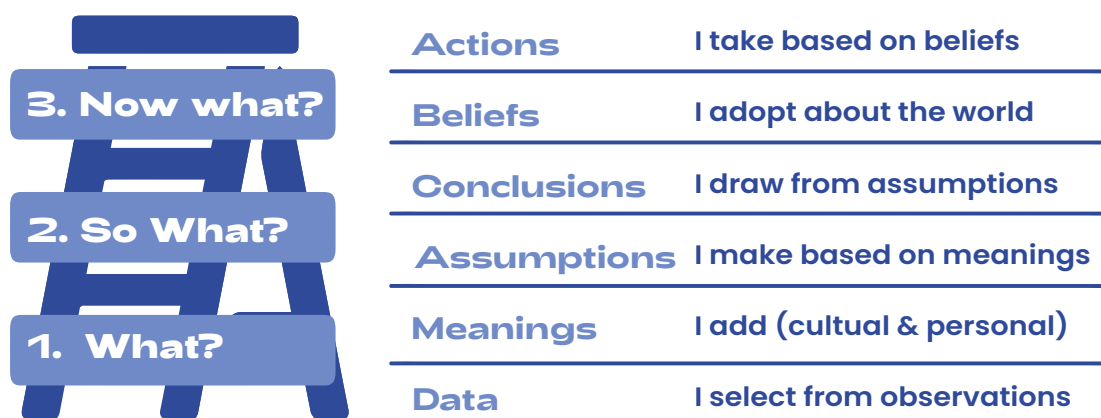 3. Now what?
2. So What?
1. What?
Actions I take based on beliefs
Beliefs I adopt about the world
Conclusions I draw from assumptions
Assumptions I make based on meanings
Meanings I add (cultual & personal)
Data I select from observations